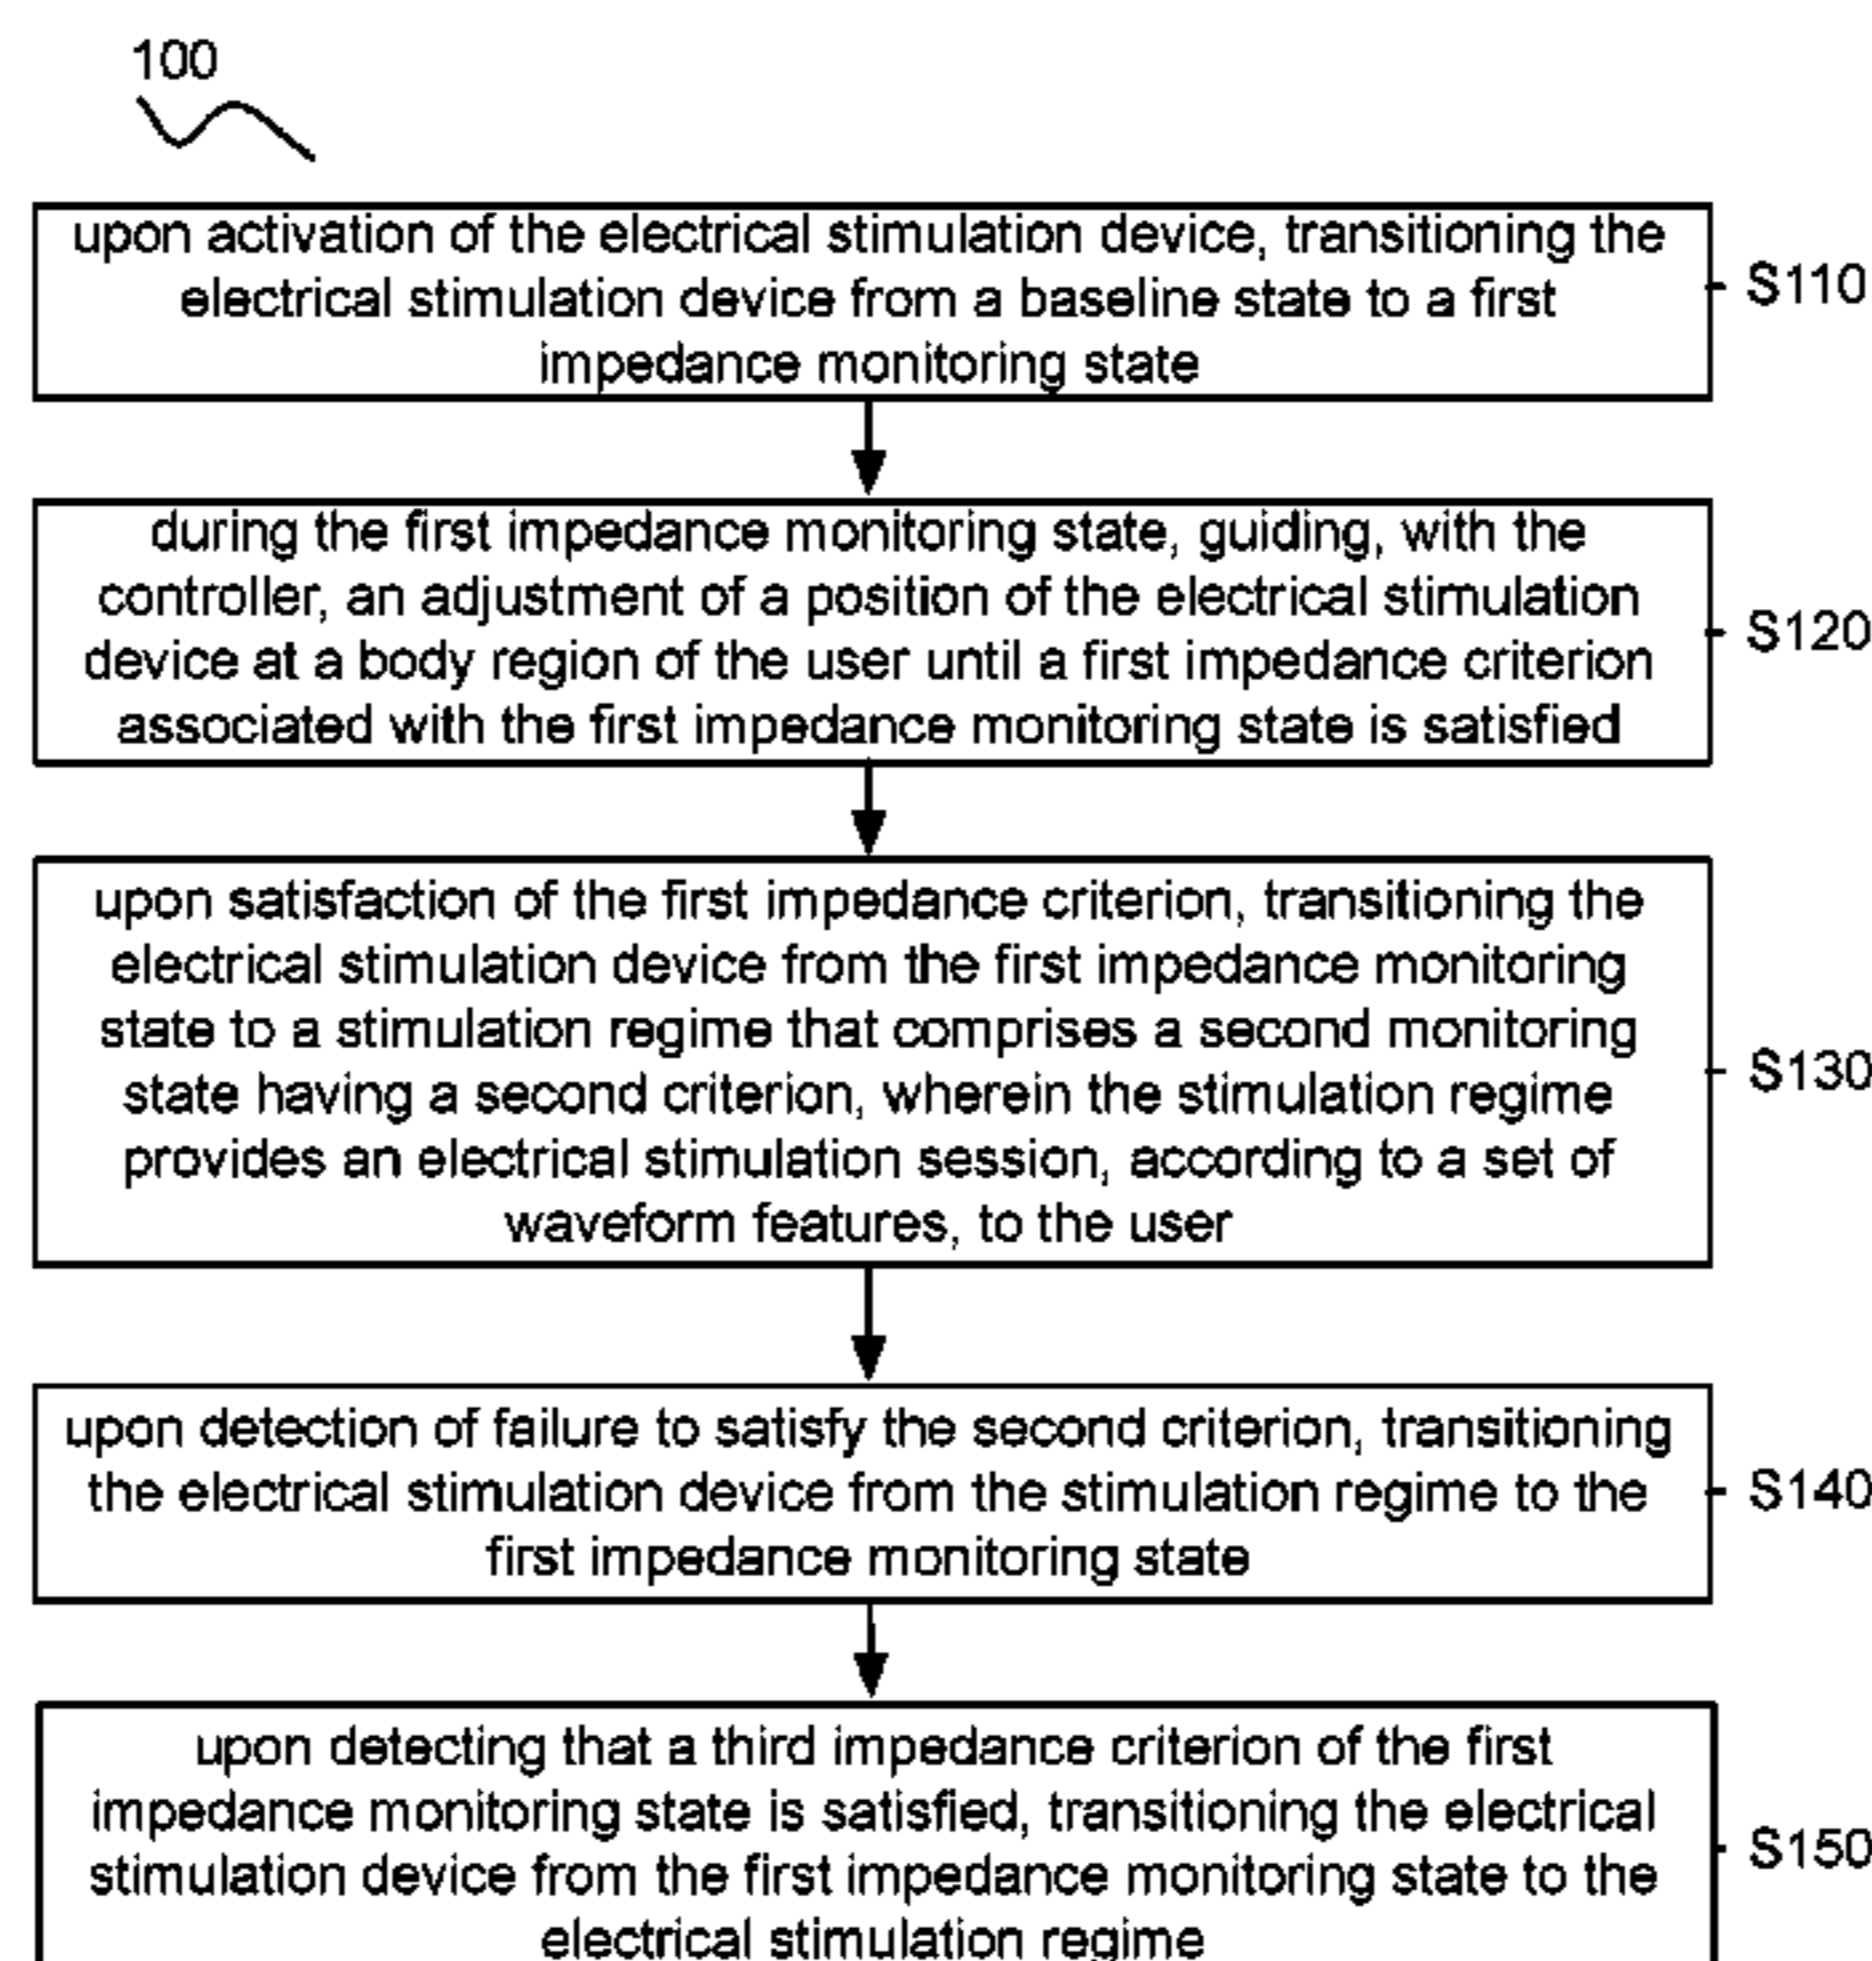 100
upon activation of the electrical stimulation device, transitioning the
electrical stimulation device from a baseline state to a first
impedance monitoring state
S110
during the first impedance monitoring state, guiding, with the
controller, an adjustment of a position of the electrical stimulation
device at a body region of the user until a first impedance criterion
associated with the first impedance monitoring state is satisfied
S120
upon satisfaction of the first impedance criterion, transitioning the
electrical stimulation device from the first impedance monitoring
state to a stimulation regime that comprises a second monitoring
state having a second criterion, wherein the stimulation regime
provides an electrical stimulation session, according to a set of
waveform features, to the user
S130
upon detection of failure to satisfy the second criterion, transitioning
the electrical stimulation device from the stimulation regime to the
first impedance monitoring state
S140
upon detecting that a third impedance criterion of the first
impedance monitoring state is satisfied, transitioning the electrical
stimulation device from the first impedance monitoring state to the
electrical stimulation regime
S150